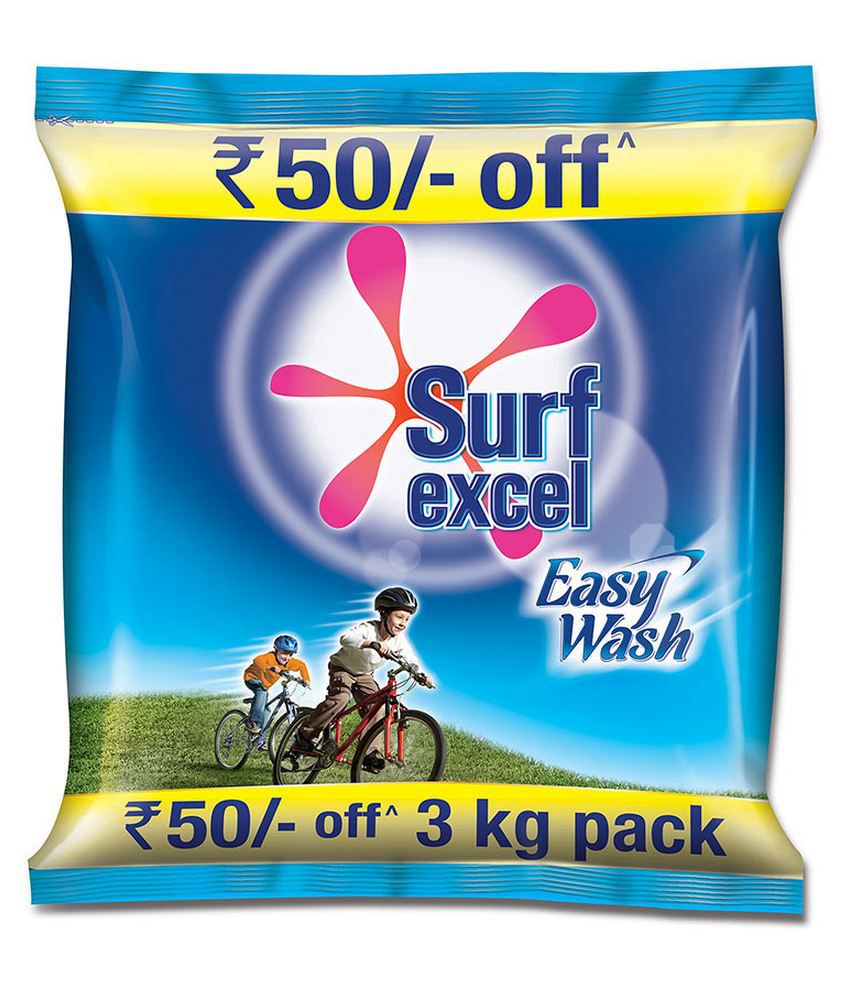 ₹50/- off^
Surf
excel
Easy
Wash
₹50/- off^ 3 kg pack